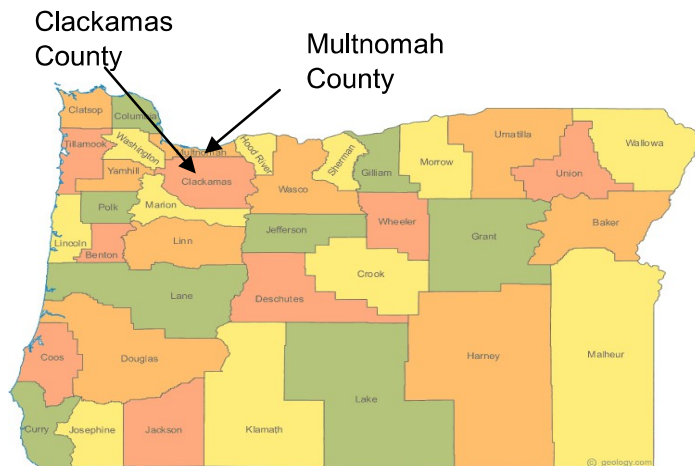 Clackamas
County
Multnomah
County
Clatsop
Columbia
Tillamook
Washington
Multnomah
Hood River
Sherman
Gilliam
Morrow
Umatilla
Union
Wallowa
Yamhill
Clackamas
Wasco
Polk
Marion
Wheeler
Grant
Baker
Lincoln
Benton
Linn
Jefferson
Crook
Lane
Deschutes
Coos
Douglas
Harney
Malheur
Lake
Curry
Josephine
Jackson
Klamath
© geology.com